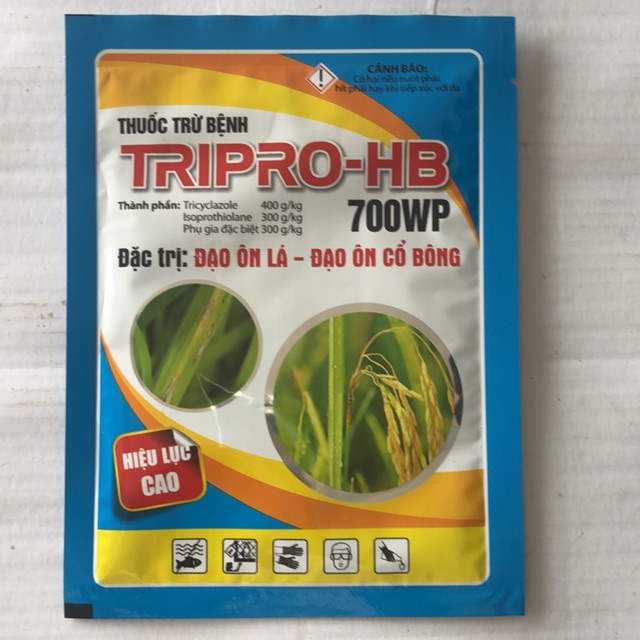 CẢNH BÁO:
Có hại nếu nuốt phải,
hít phải hay khi tiếp xúc với da
THUỐC TRỪ BỆNH
TRIPRO-HB
700WP
Thành phần: Tricyclazole 400 g/kg
Isoprothiolane 300 g/kg
Phụ gia đặc biệt 300 g/kg
Đặc trị: ĐẠO ÔN LÁ – ĐẠO ÔN CỔ BÔNG
HIỆU LỰC
CAO